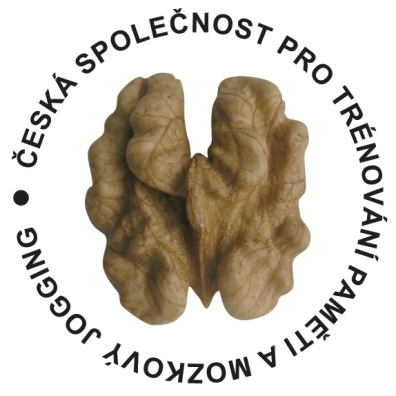 ČESKÁ SPOLEČNOST PRO TRÉNOVÁNÍ PAMĚTI A MOZKOVÝ JOGGING •